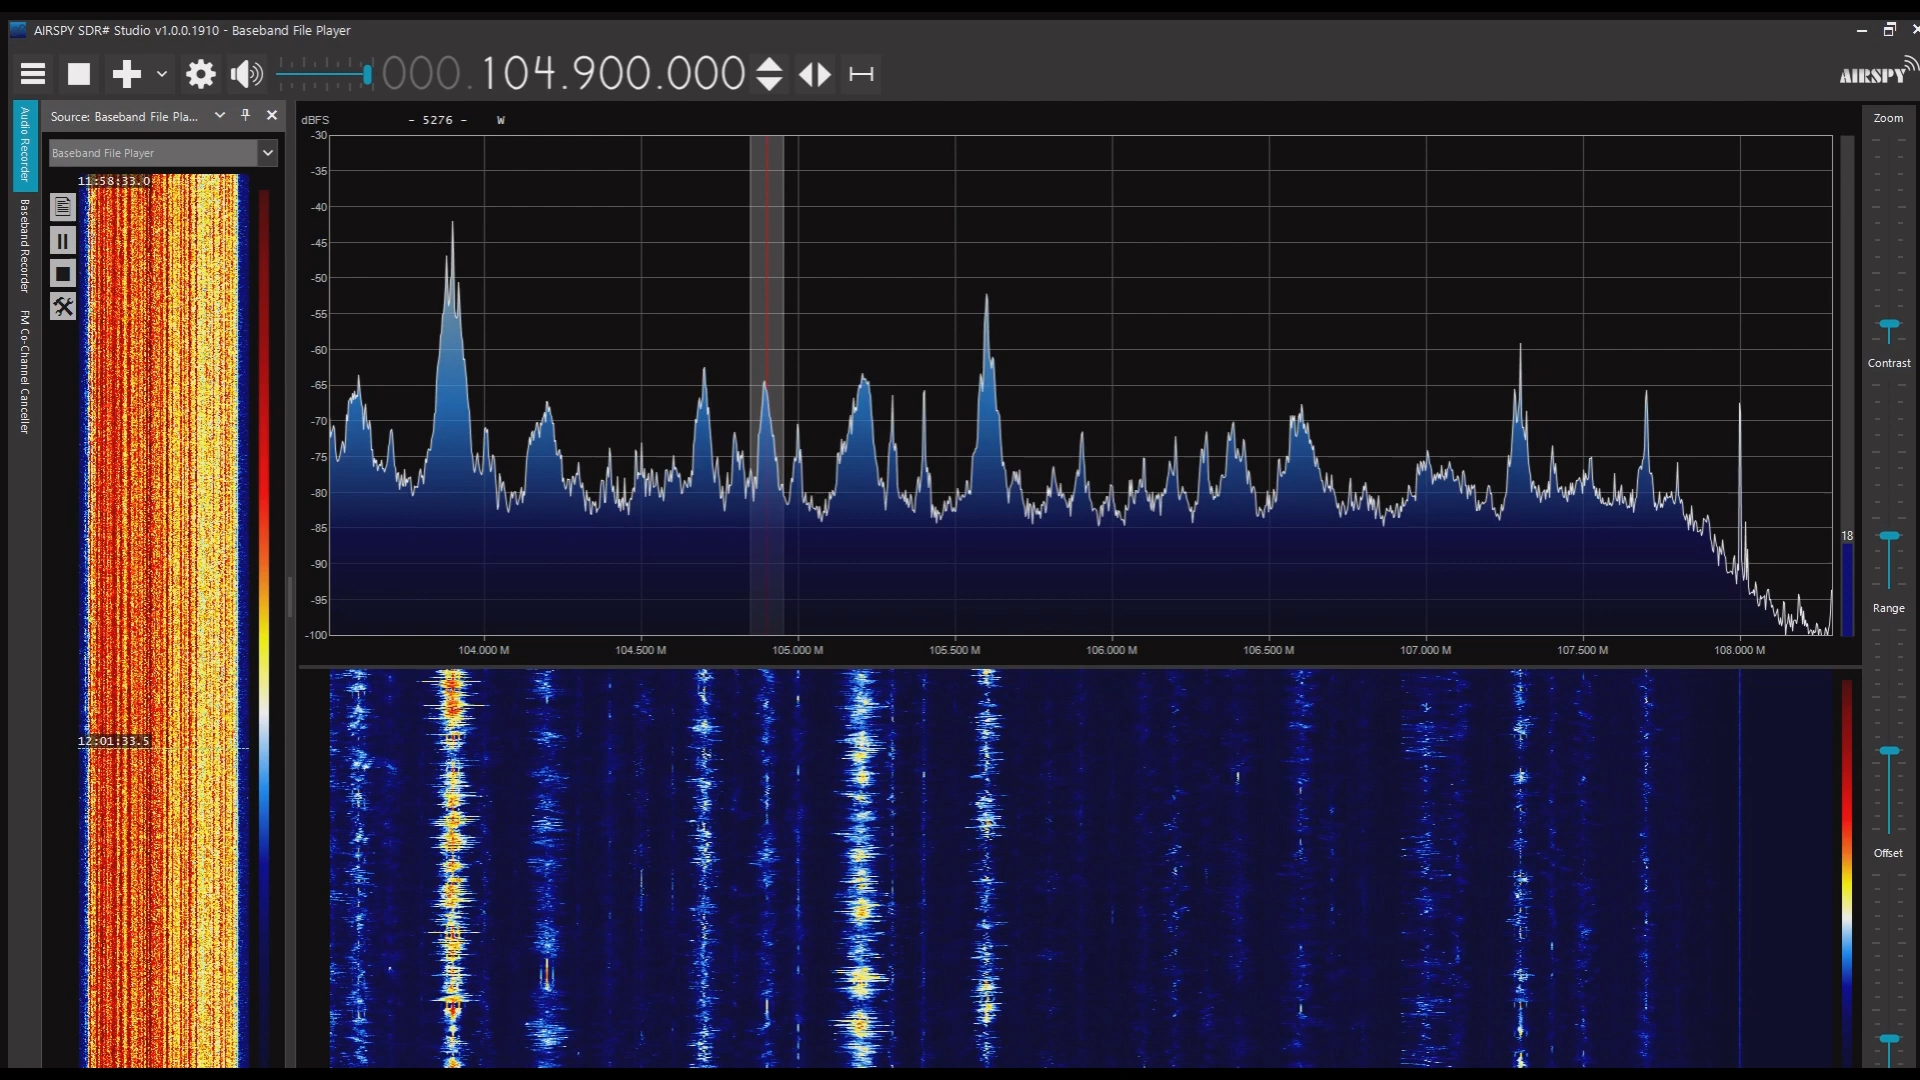 AIRSPY SDR# Studio v1.0.0.1910 - Baseband File Player
000.104.900.000
AIRSPY
Audio Recorder
Baseband Recorder
FM Co-Channel Canceller
Source: Baseband File Pla...
Baseband File Player
11:58:33.0
12:01:33.5
dBFS
- 5276 -    W
-30
-35
-40
-45
-50
-55
-60
-65
-70
-75
-80
-85
-90
-95
-100
104.000 M
104.500 M
105.000 M
105.500 M
106.000 M
106.500 M
107.000 M
107.500 M
108.000 M
18
Zoom
Contrast
Range
Offset